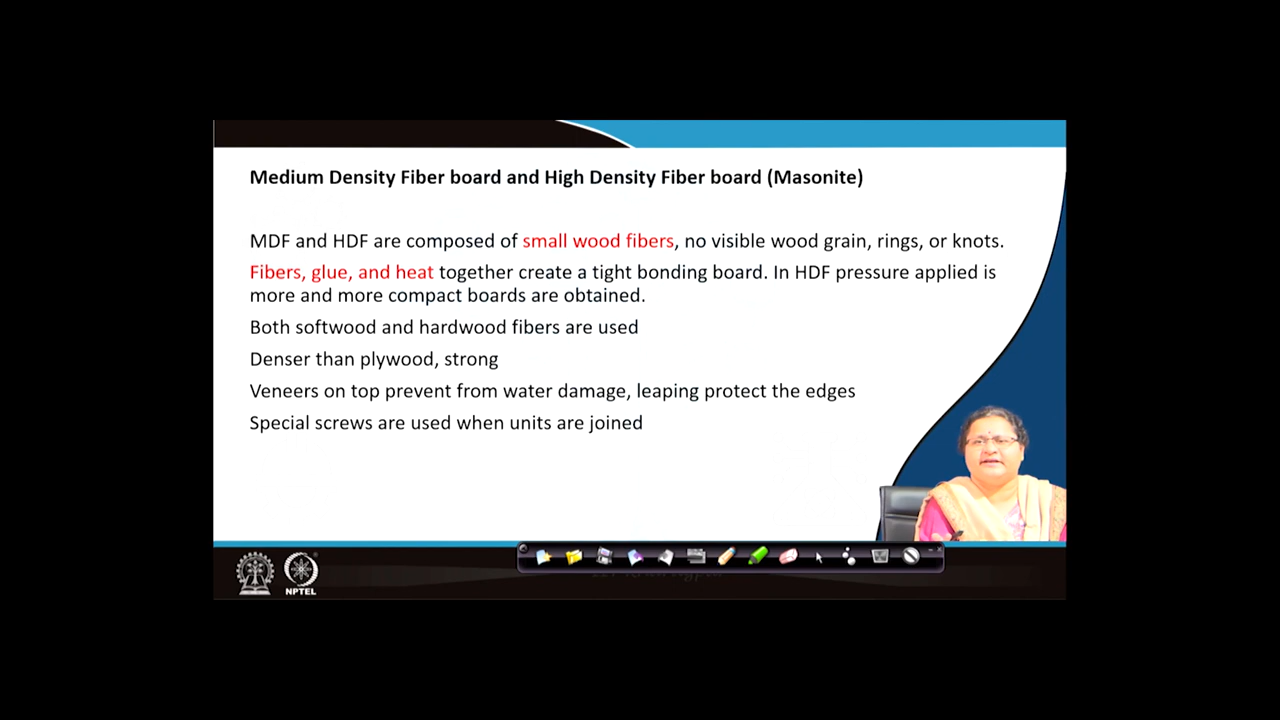 Medium Density Fiber board and High Density Fiber board (Masonite)
MDF and HDF are composed of small wood fibers, no visible wood grain, rings, or knots.
Fibers, glue, and heat together create a tight bonding board. In HDF pressure applied is
more and more compact boards are obtained.
Both softwood and hardwood fibers are used
Denser than plywood, strong
Veneers on top prevent from water damage, leaping protect the edges
Special screws are used when units are joined
NPTEL